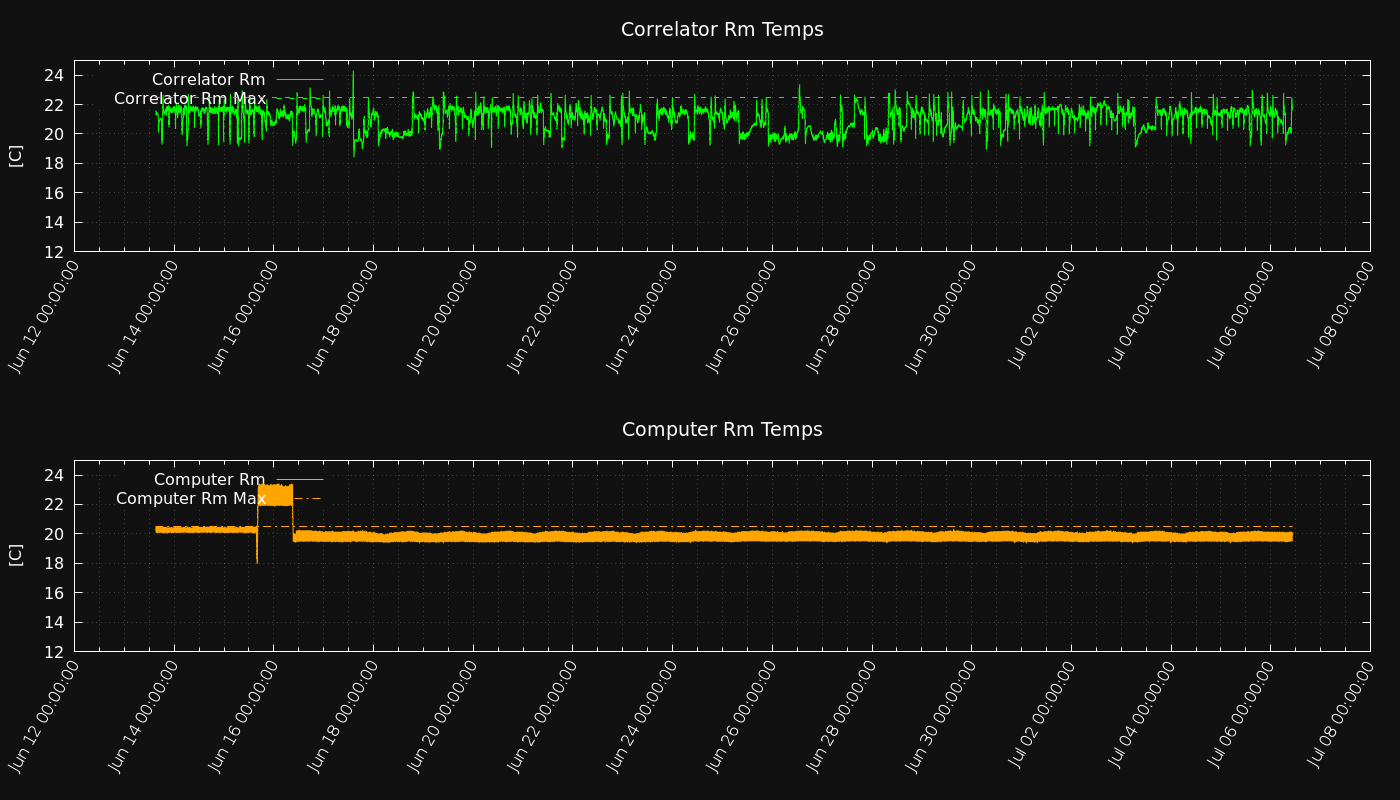 Correlator Rm Temps
24
22
20
18
16
14
12
[C]
Correlator Rm
Correlator Rm Max
Jun 12 00:00:00
Jun 14 00:00:00
Jun 16 00:00:00
Jun 18 00:00:00
Jun 20 00:00:00
Jun 22 00:00:00
Jun 24 00:00:00
Jun 26 00:00:00
Jun 28 00:00:00
Jun 30 00:00:00
Jul 02 00:00:00
Jul 04 00:00:00
Jul 06 00:00:00
Jul 08 00:00:00
Computer Rm Temps
24
22
20
18
16
14
12
[C]
Computer Rm
Computer Rm Max
Jun 12 00:00:00
Jun 14 00:00:00
Jun 16 00:00:00
Jun 18 00:00:00
Jun 20 00:00:00
Jun 22 00:00:00
Jun 24 00:00:00
Jun 26 00:00:00
Jun 28 00:00:00
Jun 30 00:00:00
Jul 02 00:00:00
Jul 04 00:00:00
Jul 06 00:00:00
Jul 08 00:00:00